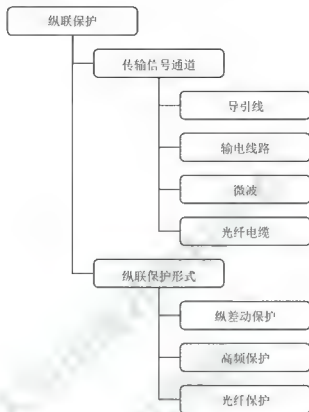 纵联保护
传输信号通道
导引线
输电线路
微波
光纤电缆
纵联保护形式
纵差动保护
高频保护
光纤保护